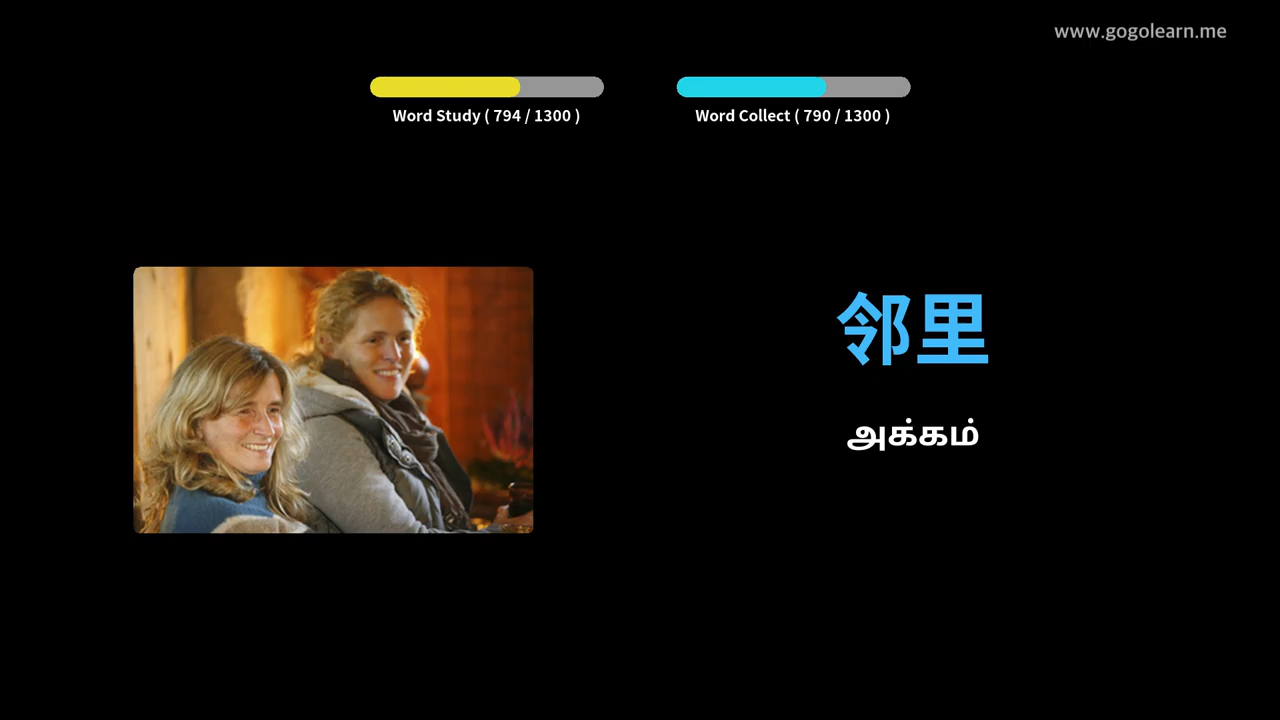 www.gogolearn.me
Word Study ( 794 / 1300 )
Word Collect ( 790 / 1300 )
邻里
அக்கம்